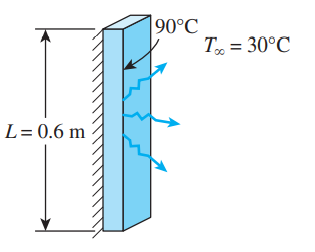 90°C
T∞ = 30°C
L = 0.6 m